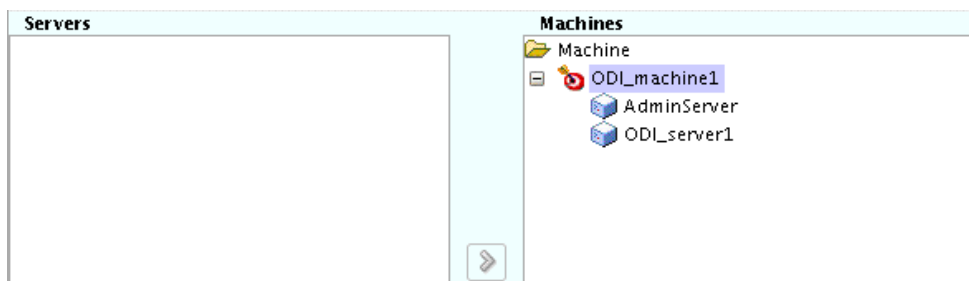 Servers
Machines
Machine
ODI_machine1
AdminServer
ODI_server1